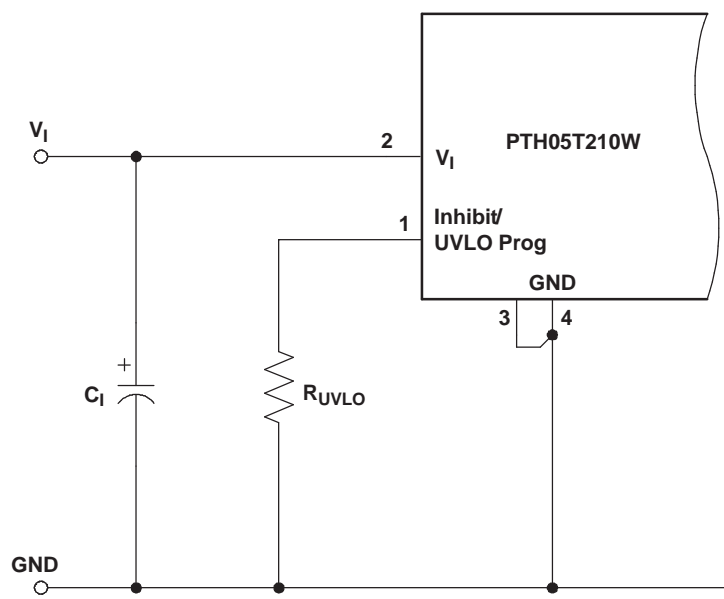 V_I
2
PTH05T210W
V_I
1
Inhibit/
UVLO Prog
GND
3
4
+
C_I
R_UVLO
GND